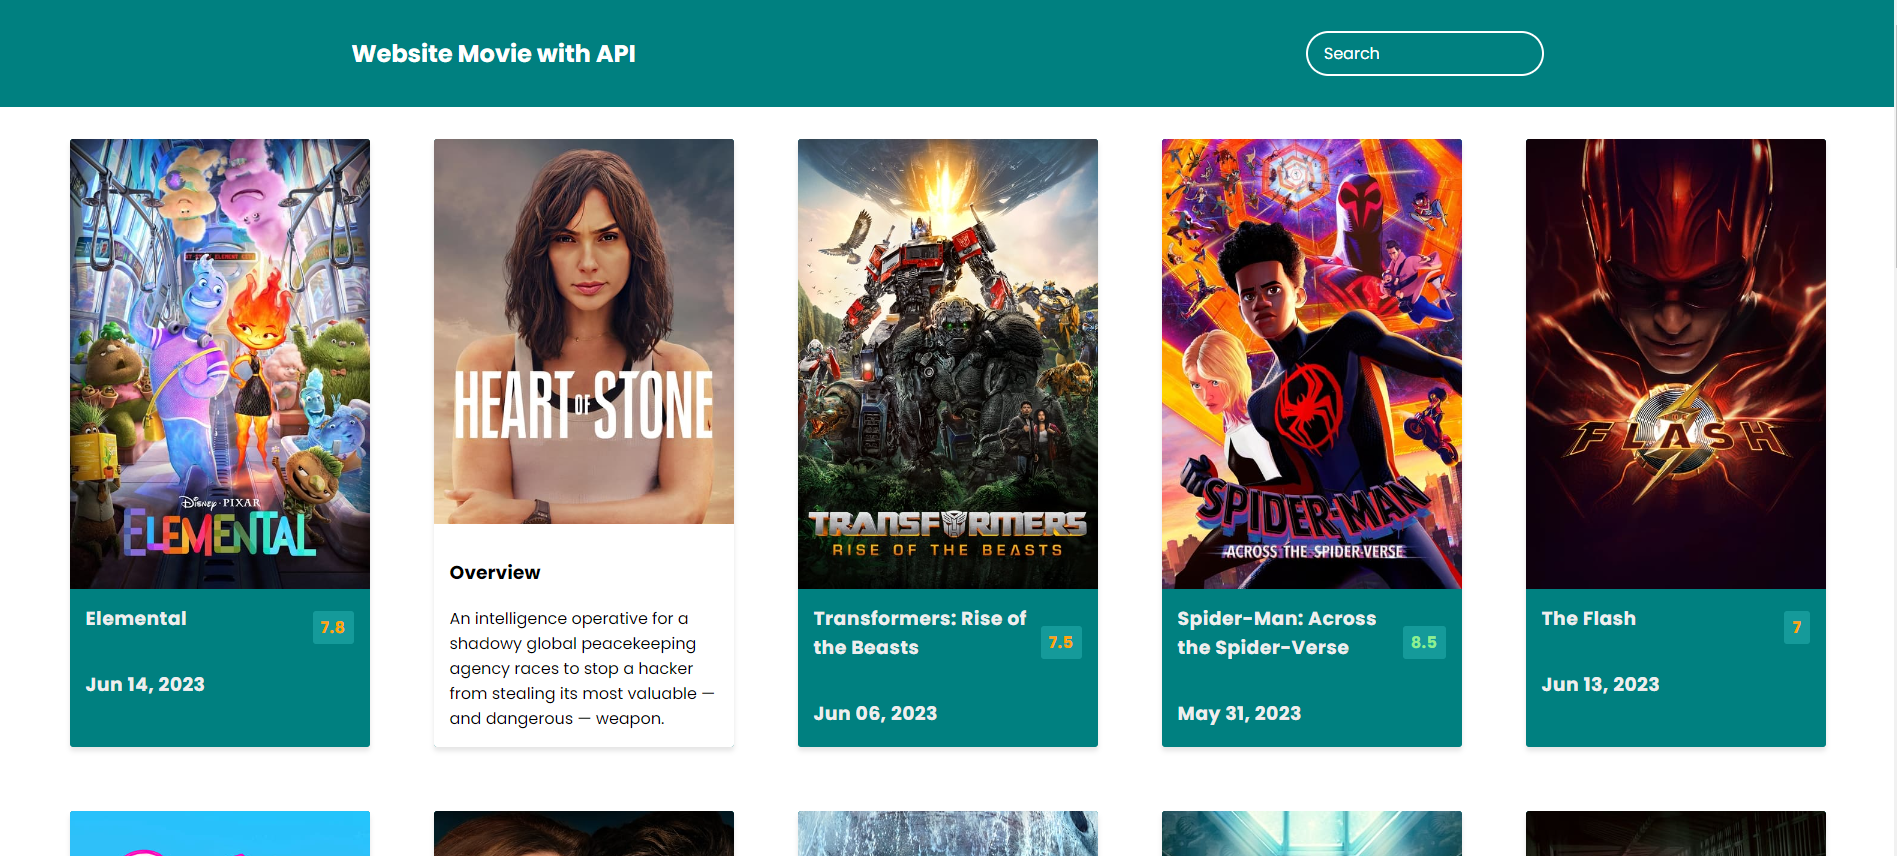 Website Movie with API
Search
Disney · PIXAR
ELEMENTAL
Elemental
7.8
Jun 14, 2023
HEART OF STONE
Overview
An intelligence operative for a
shadowy global peacekeeping
agency races to stop a hacker
from stealing its most valuable —
and dangerous — weapon.
TRANSFORMERS
RISE OF THE BEASTS
Transformers: Rise of
the Beasts
7.5
Jun 06, 2023
SPIDER-MAN
ACROSS THE SPIDER-VERSE
Spider-Man: Across
the Spider-Verse
8.5
May 31, 2023
FLASH
The Flash
7
Jun 13, 2023